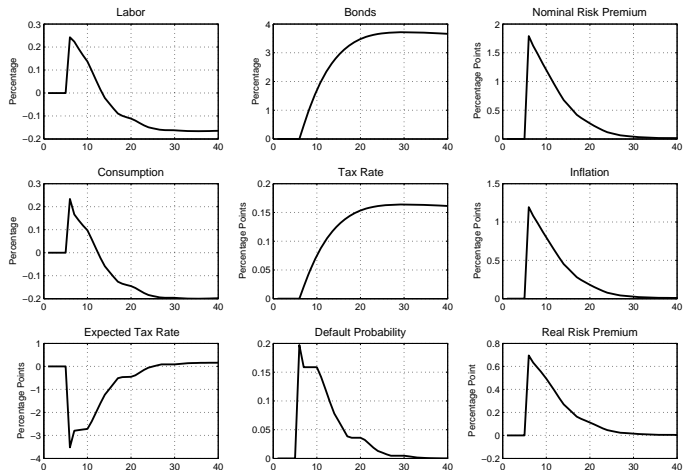 Labor
Percentage
0.3
0.2
0.1
0
−0.1
−0.2
0 10 20 30 40
Bonds
Percentage
4
3
2
1
0
0 10 20 30 40
Nominal Risk Premium
Percentage Points
2
1.5
1
0.5
0
0 10 20 30 40
Consumption
Percentage
0.3
0.2
0.1
0
−0.1
−0.2
0 10 20 30 40
Tax Rate
Percentage Points
0.2
0.15
0.1
0.05
0
0 10 20 30 40
Inflation
Percentage Points
1.5
1
0.5
0
0 10 20 30 40
Expected Tax Rate
Percentage Points
1
0
−1
−2
−3
−4
0 10 20 30 40
Default Probability
Percentage Points
0.2
0.15
0.1
0.05
0
0 10 20 30 40
Real Risk Premium
Percentage Point
0.8
0.6
0.4
0.2
0
−0.2
0 10 20 30 40